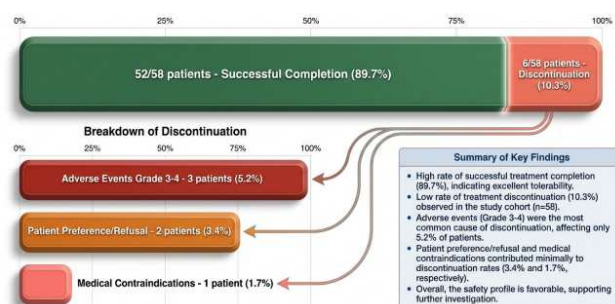 0% 25% 50% 75% 100%
52/58 patients - Successful Completion (89.7%)
6/58 patients -
Discontinuation
(10.3%)
Breakdown of Discontinuation
0% 25% 50% 75% 100%
Adverse Events Grade 3-4 - 3 patients (5.2%)
Patient Preference/Refusal - 2 patients (3.4%)
Medical Contraindications - 1 patient (1.7%)
Summary of Key Findings
• High rate of successful treatment completion
(89.7%), indicating excellent tolerability.
• Low rate of treatment discontinuation (10.3%)
observed in the study cohort (n=58).
• Adverse events (Grade 3-4) were the most
common cause of discontinuation, affecting only
5.2% of patients.
• Patient preference/refusal and medical
contraindications contributed minimally to
discontinuation rates (3.4% and 1.7%,
respectively).
• Overall, the safety profile is favorable, supporting
further investigation.